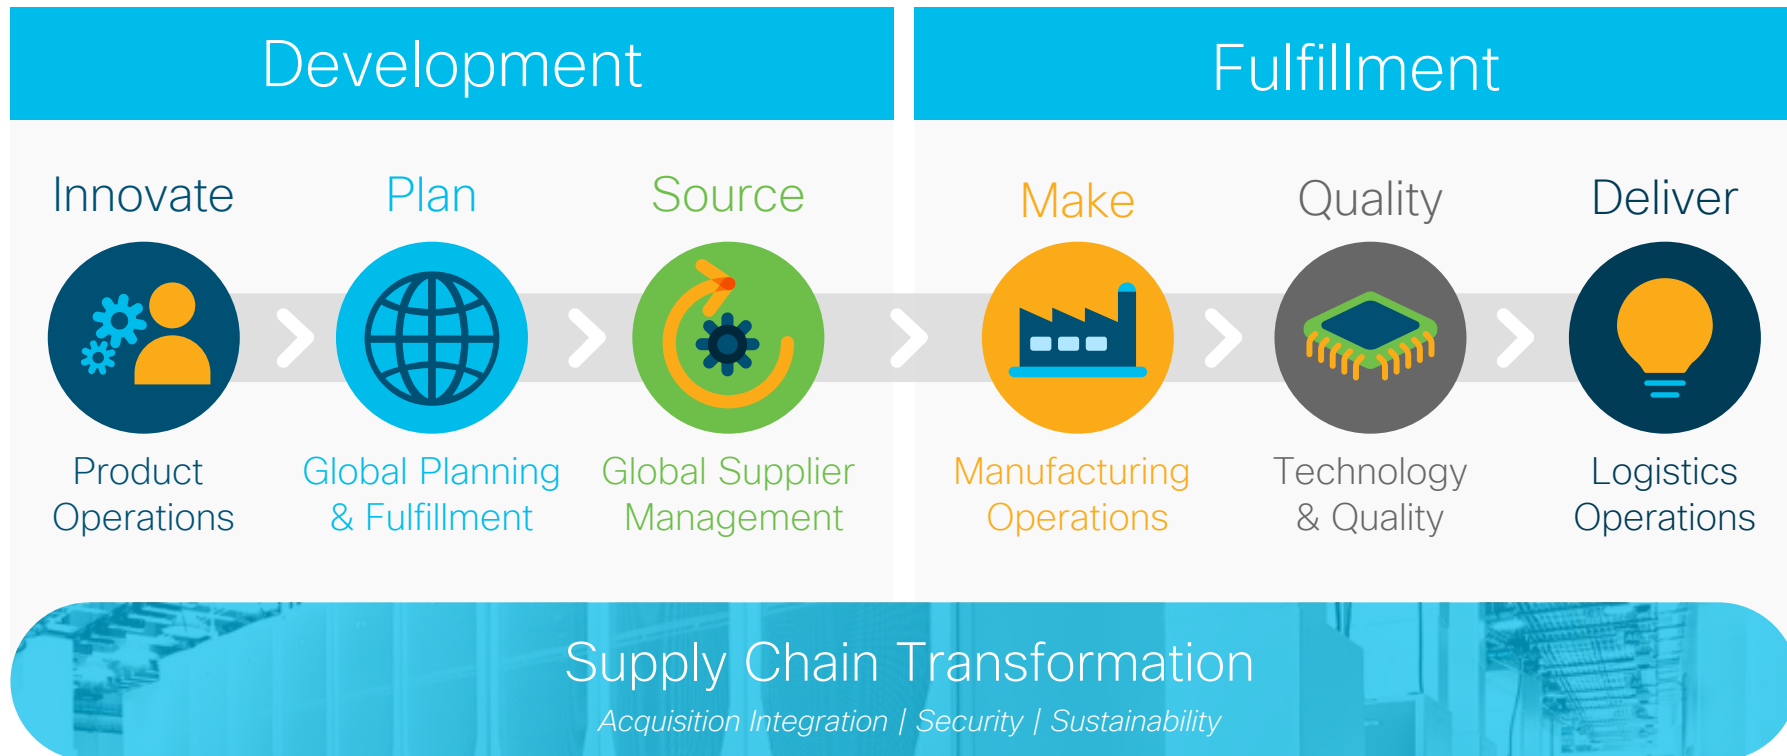 Development
Fulfillment
Innovate
Plan
Source
Make
Quality
Deliver
Product
Operations
Global Planning
& Fulfillment
Global Supplier
Management
Manufacturing
Operations
Technology
& Quality
Logistics
Operations
Supply Chain Transformation
Acquisition Integration | Security | Sustainability